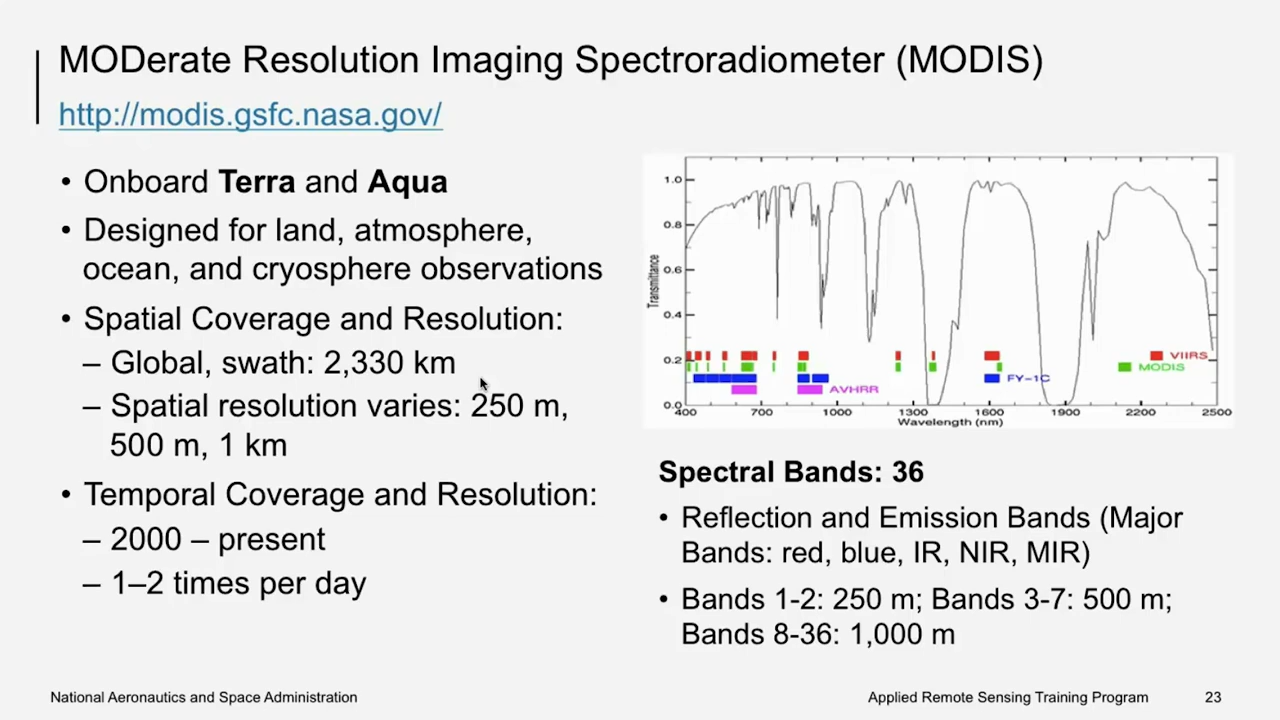 MODerate Resolution Imaging Spectroradiometer (MODIS)
http://modis.gsfc.nasa.gov/
• Onboard Terra and Aqua
• Designed for land, atmosphere,
ocean, and cryosphere observations
• Spatial Coverage and Resolution:
– Global, swath: 2,330 km
– Spatial resolution varies: 250 m,
500 m, 1 km
• Temporal Coverage and Resolution:
– 2000 – present
– 1–2 times per day
Transmittance
1.0
0.8
0.6
0.4
0.2
0.0
VIIRS
MODIS
FY-1C
AVHRR
400 700 1000 1300 1600 1900 2200 2500
Wavelength (nm)
Spectral Bands: 36
• Reflection and Emission Bands (Major
Bands: red, blue, IR, NIR, MIR)
• Bands 1-2: 250 m; Bands 3-7: 500 m;
Bands 8-36: 1,000 m
National Aeronautics and Space Administration
Applied Remote Sensing Training Program
23